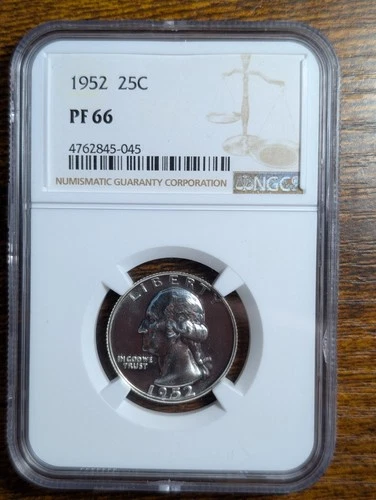 1952 25C
PF 66
4762845-045
NUMISMATIC GUARANTY CORPORATION
NGC
LIBERTY
IN GOD WE
TRUST
1952